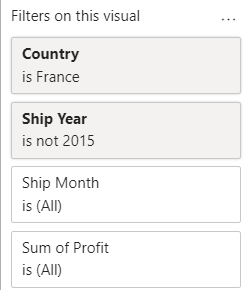 Filters on this visual ...
Country
is France
Ship Year
is not 2015
Ship Month
is (All)
Sum of Profit
is (All)